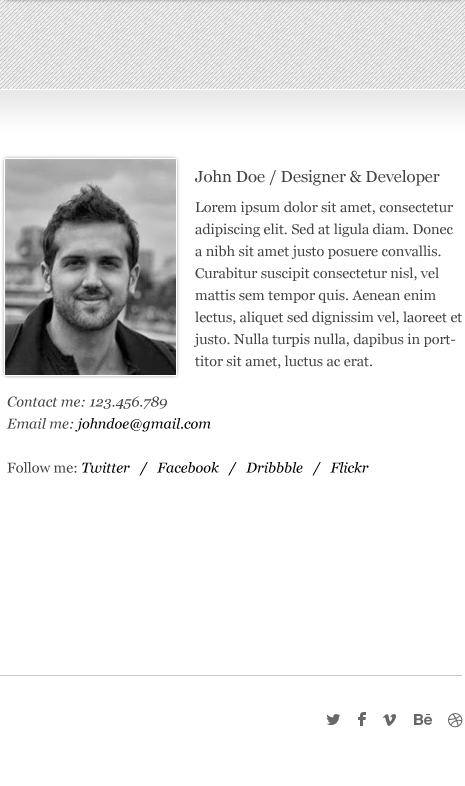 John Doe / Designer & Developer
Lorem ipsum dolor sit amet, consectetur
adipiscing elit. Sed at ligula diam. Donec
a nibh sit amet justo posuere convallis.
Curabitur suscipit consectetur nisl, vel
mattis sem tempor quis. Aenean enim
lectus, aliquet sed dignissim vel, laoreet et
justo. Nulla turpis nulla, dapibus in port-
titor sit amet, luctus ac erat.
Contact me: 123.456.789
Email me: johndoe@gmail.com
Follow me: Twitter / Facebook / Dribbble / Flickr
Bē